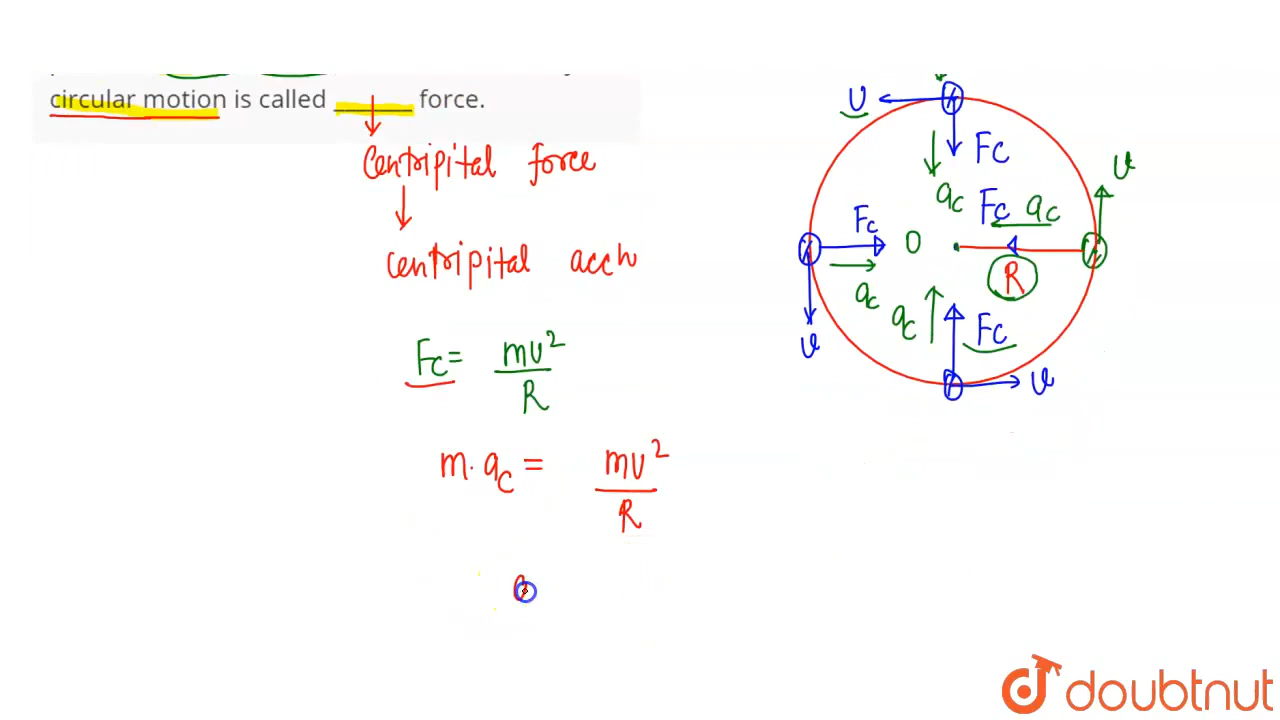 circular motion is called ______ force.
Centripital force
Centripital accⁿ
Fc = mv²/R
m. ac = mv²/R
a
v
Fc
ac
Fc ac
v
Fc
ac
O
R
ac
Fc
v
v
doubtnut